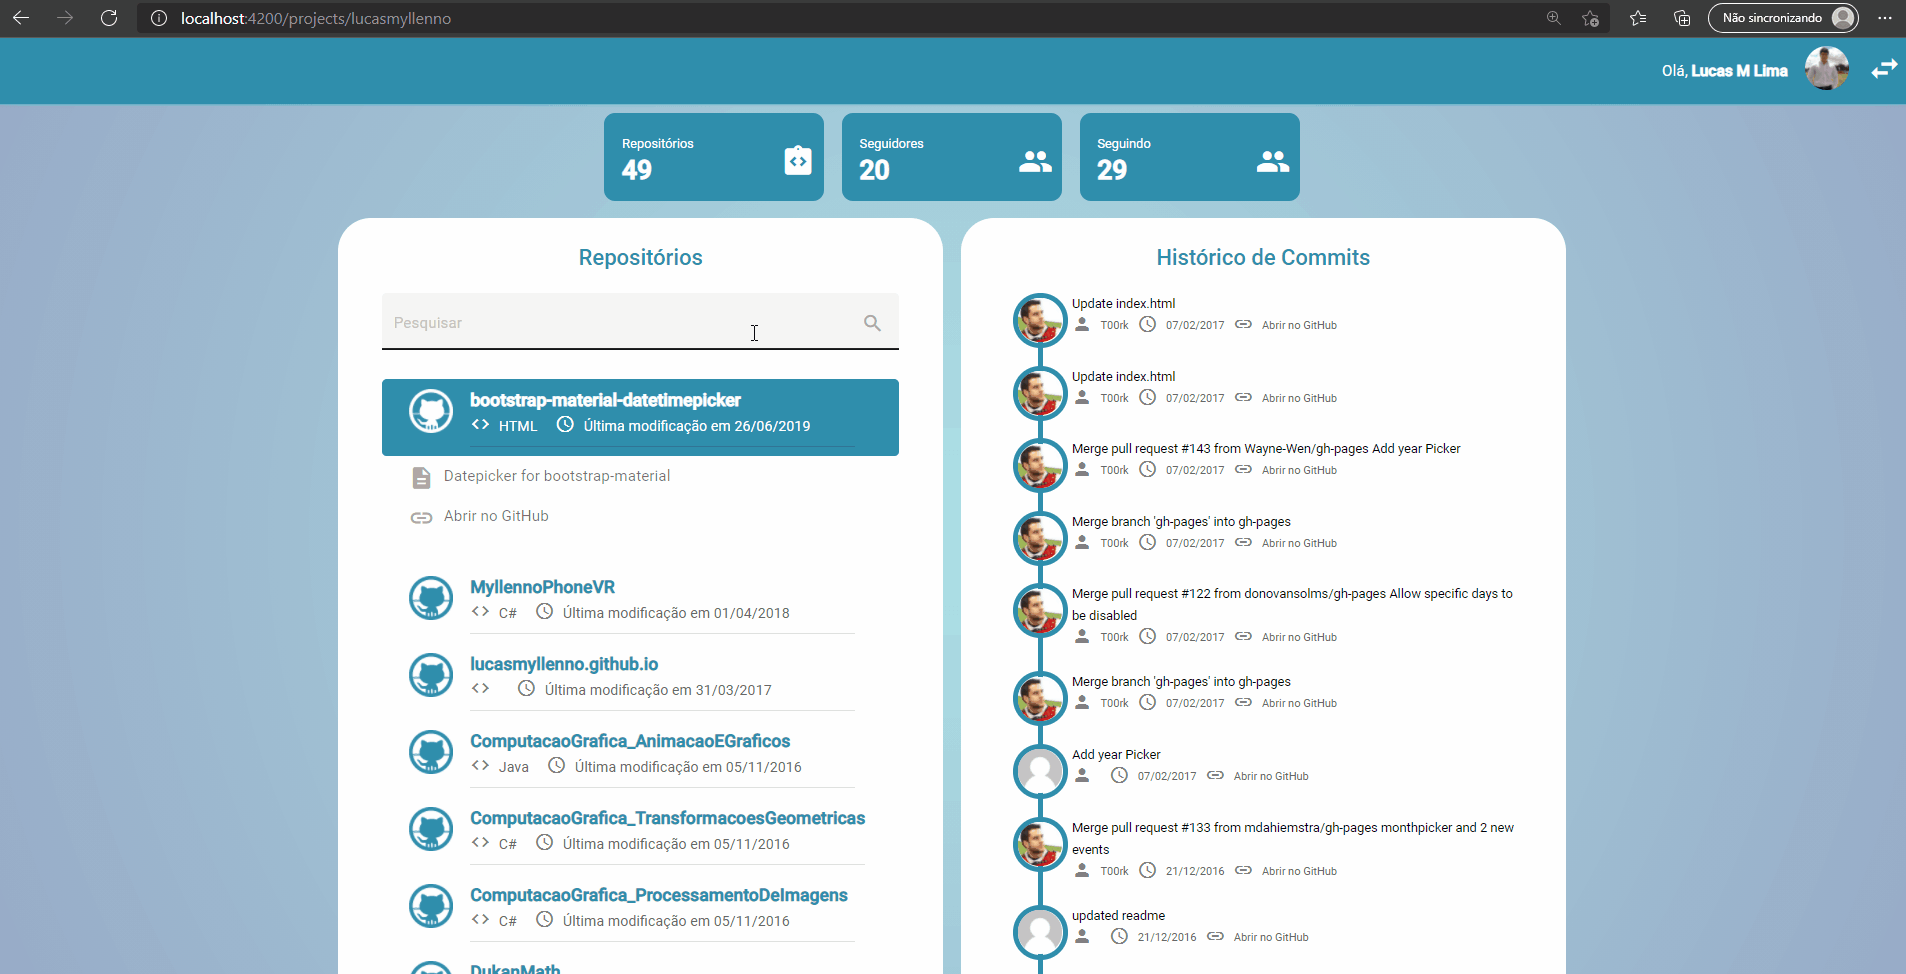 localhost:4200/projects/lucasmyllenno
Não sincronizando
Olá, Lucas M Lima
Repositórios
49
Seguidores
20
Seguindo
29
Repositórios
Pesquisar
bootstrap-material-datetimepicker
HTML Última modificação em 26/06/2019
Datepicker for bootstrap-material
Abrir no GitHub
MyllennoPhoneVR
C# Última modificação em 01/04/2018
lucasmyllenno.github.io
Última modificação em 31/03/2017
ComputacaoGrafica_AnimacaoEGraficos
Java Última modificação em 05/11/2016
ComputacaoGrafica_TransformacoesGeometricas
C# Última modificação em 05/11/2016
ComputacaoGrafica_ProcessamentoDeImagens
C# Última modificação em 05/11/2016
DukanMath
Histórico de Commits
Update index.html
T00rk 07/02/2017 Abrir no GitHub
Update index.html
T00rk 07/02/2017 Abrir no GitHub
Merge pull request #143 from Wayne-Wen/gh-pages Add year Picker
T00rk 07/02/2017 Abrir no GitHub
Merge branch 'gh-pages' into gh-pages
T00rk 07/02/2017 Abrir no GitHub
Merge pull request #122 from donovansolms/gh-pages Allow specific days to
be disabled
T00rk 07/02/2017 Abrir no GitHub
Merge branch 'gh-pages' into gh-pages
T00rk 07/02/2017 Abrir no GitHub
Add year Picker
07/02/2017 Abrir no GitHub
Merge pull request #133 from mdahiemstra/gh-pages monthpicker and 2 new
events
T00rk 21/12/2016 Abrir no GitHub
updated readme
21/12/2016 Abrir no GitHub